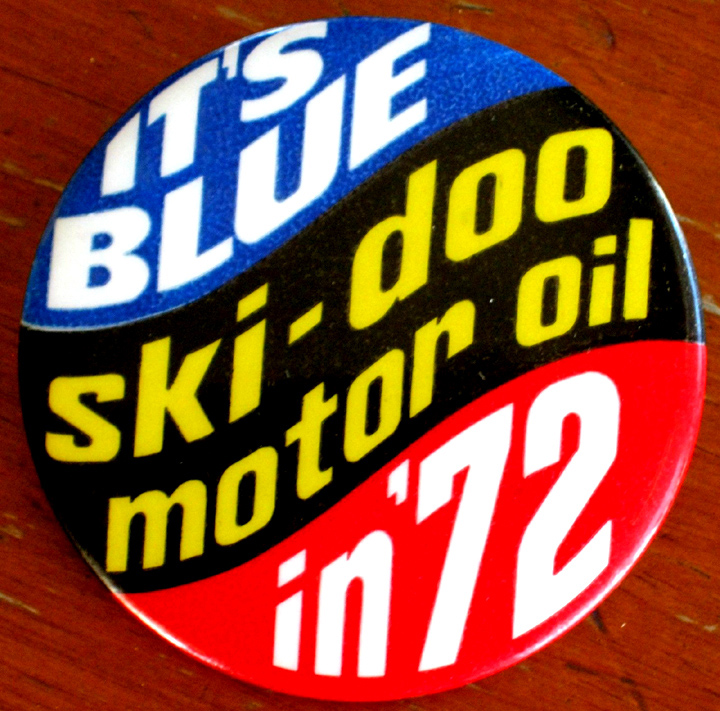 IT'S
BLUE
ski-doo
motor oil
in '72